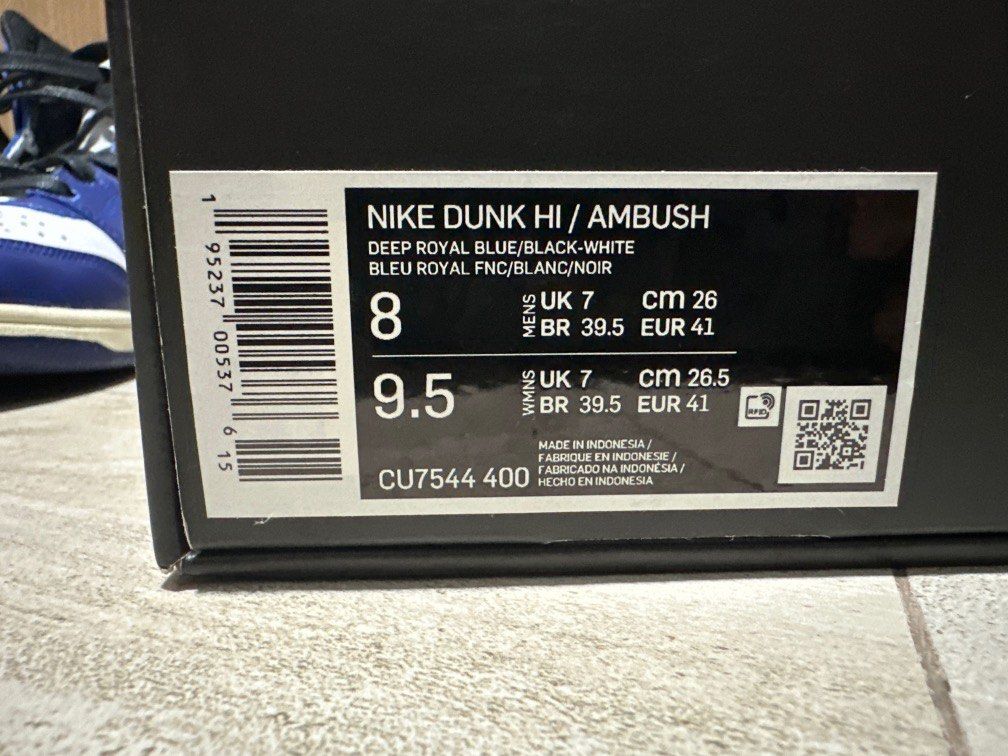 NIKE DUNK HI / AMBUSH
DEEP ROYAL BLUE/BLACK-WHITE
BLEU ROYAL FNC/BLANC/NOIR
8 MENS UK 7 cm 26
BR 39.5 EUR 41
9.5 WMNS UK 7 cm 26.5
BR 39.5 EUR 41
RFID
MADE IN INDONESIA /
FABRIQUE EN INDONESIE /
FABRICADO NA INDONÉSIA /
HECHO EN INDONESIA
CU7544 400
1 95237 00537 6 15